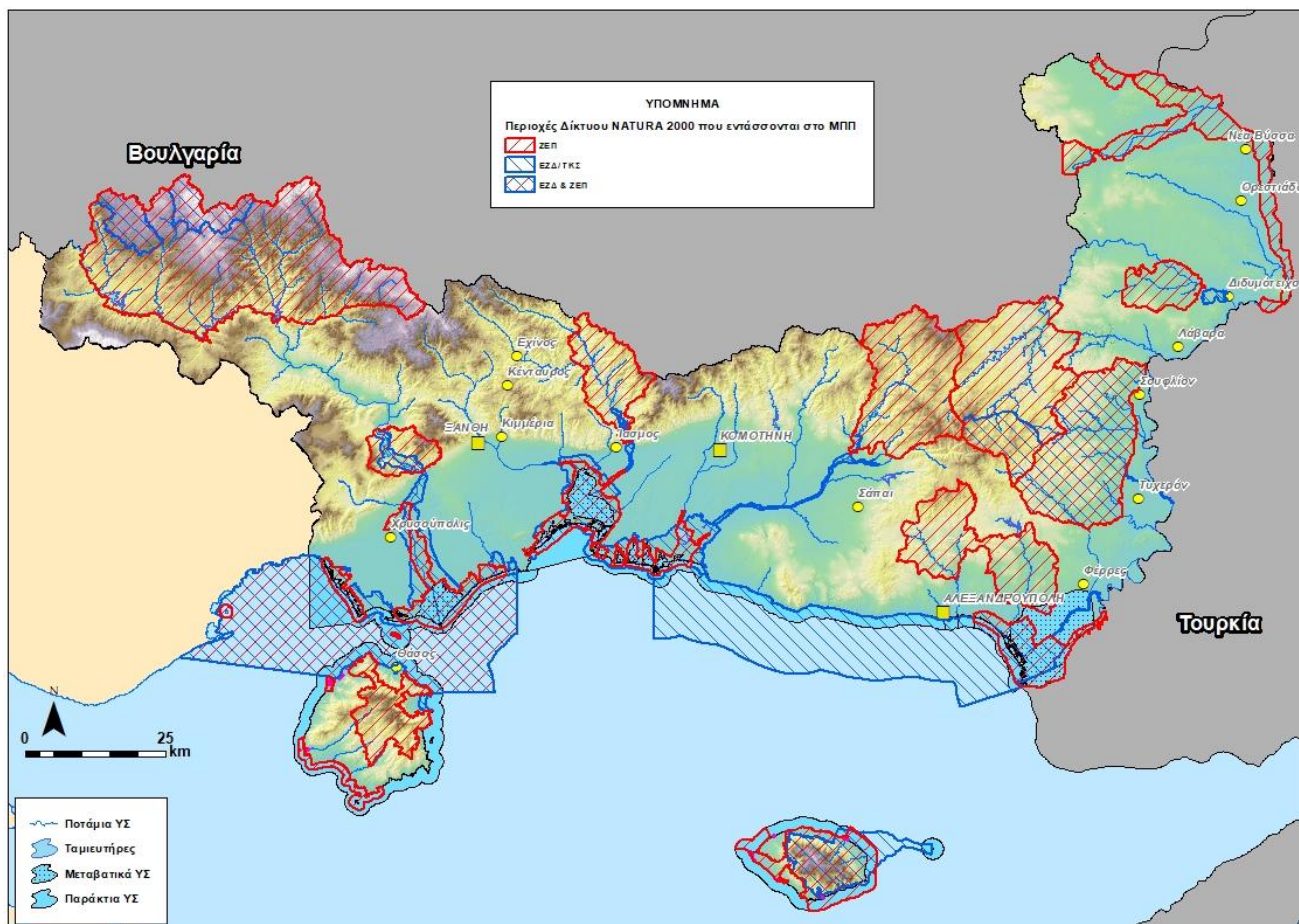 ΥΠΟΜΝΗΜΑ
Περιοχές Δίκτυου NATURA 2000 που εντάσσονται στο ΜΠΠ
ΖΕΠ
ΕΖΔ/ΤΚΣ
ΕΖΔ & ΖΕΠ
Βουλγαρία
Νέα Βύσσα
Ορεστιάδα
Διδυμότειχο
Λάβαρα
Σουφλίον
Εχίνος
Κένταυρος
ΞΑΝΘΗ
Κιμμέρια
Ίασμος
ΚΟΜΟΤΗΝΗ
Τυχερόν
Σάπαι
Χρυσούπολις
Φέρρες
ΑΛΕΞΑΝΔΡΟΥΠΟΛΗ
Τουρκία
Θάσος
N
0 25
km
Ποτάμια ΥΣ
Ταμιευτήρες
Μεταβατικά ΥΣ
Παράκτια ΥΣ